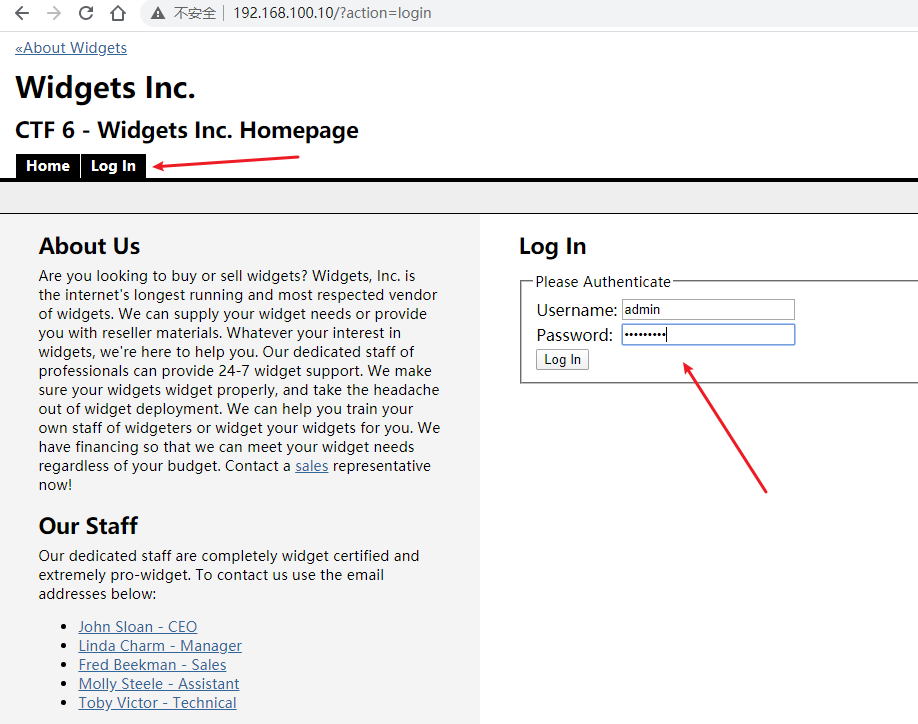 不安全 192.168.100.10/?action=login
«About Widgets
Widgets Inc.
CTF 6 - Widgets Inc. Homepage
Home Log In
About Us
Are you looking to buy or sell widgets? Widgets, Inc. is
the internet's longest running and most respected vendor
of widgets. We can supply your widget needs or provide
you with reseller materials. Whatever your interest in
widgets, we're here to help you. Our dedicated staff of
professionals can provide 24-7 widget support. We make
sure your widgets widget properly, and take the headache
out of widget deployment. We can help you train your
own staff of widgeters or widget your widgets for you. We
have financing so that we can meet your widget needs
regardless of your budget. Contact a sales representative
now!
Our Staff
Our dedicated staff are completely widget certified and
extremely pro-widget. To contact us use the email
addresses below:
John Sloan - CEO
Linda Charm - Manager
Fred Beekman - Sales
Molly Steele - Assistant
Toby Victor - Technical
Log In
Please Authenticate
Username: admin
Password: •••••••••
Log In